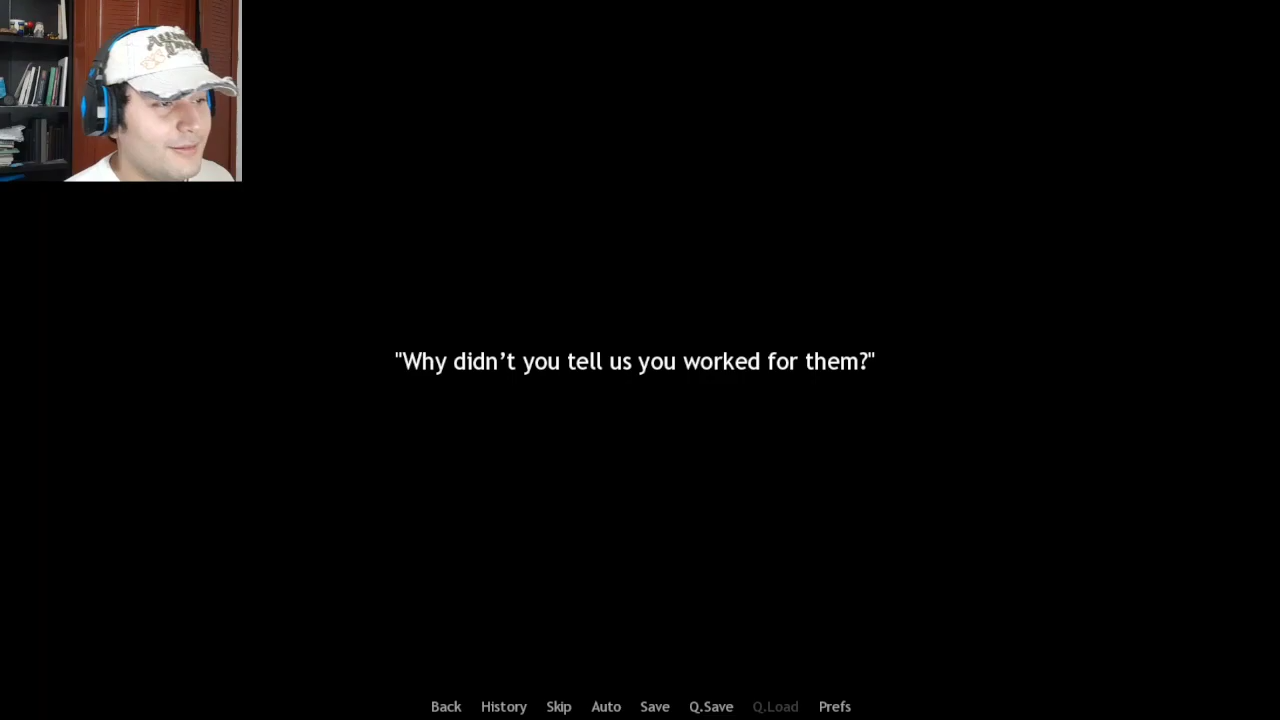 "Why didn’t you tell us you worked for them?"
Back History Skip Auto Save Q.Save Q.Load Prefs